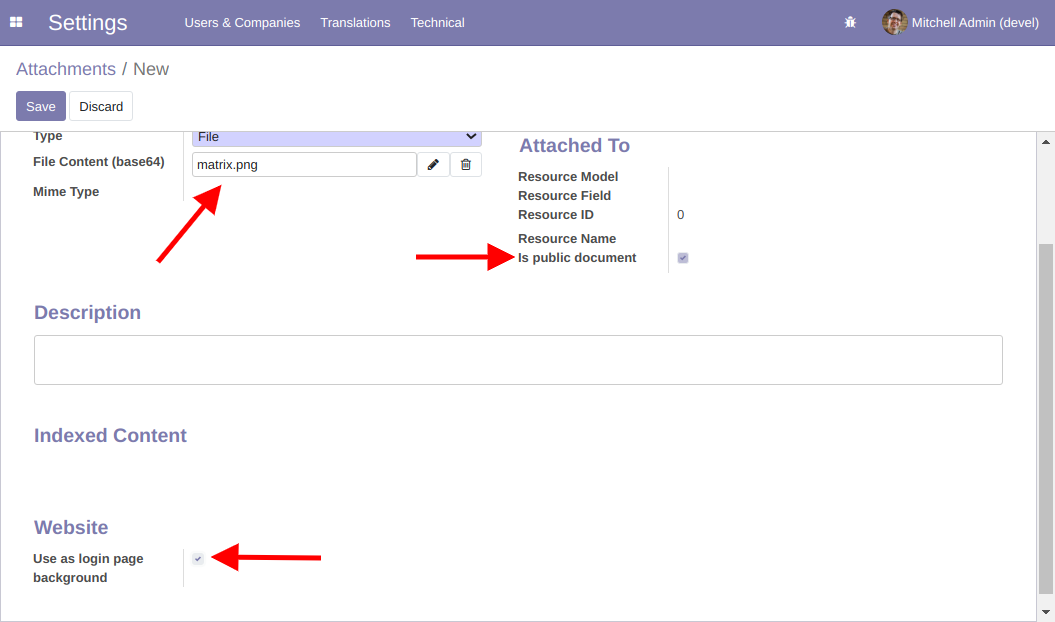 Settings
Users & Companies
Translations
Technical
Mitchell Admin (devel)
Attachments / New
Save
Discard
Type
File
File Content (base64)
matrix.png
Mime Type
Attached To
Resource Model
Resource Field
Resource ID
0
Resource Name
Is public document
Description
Indexed Content
Website
Use as login page
background